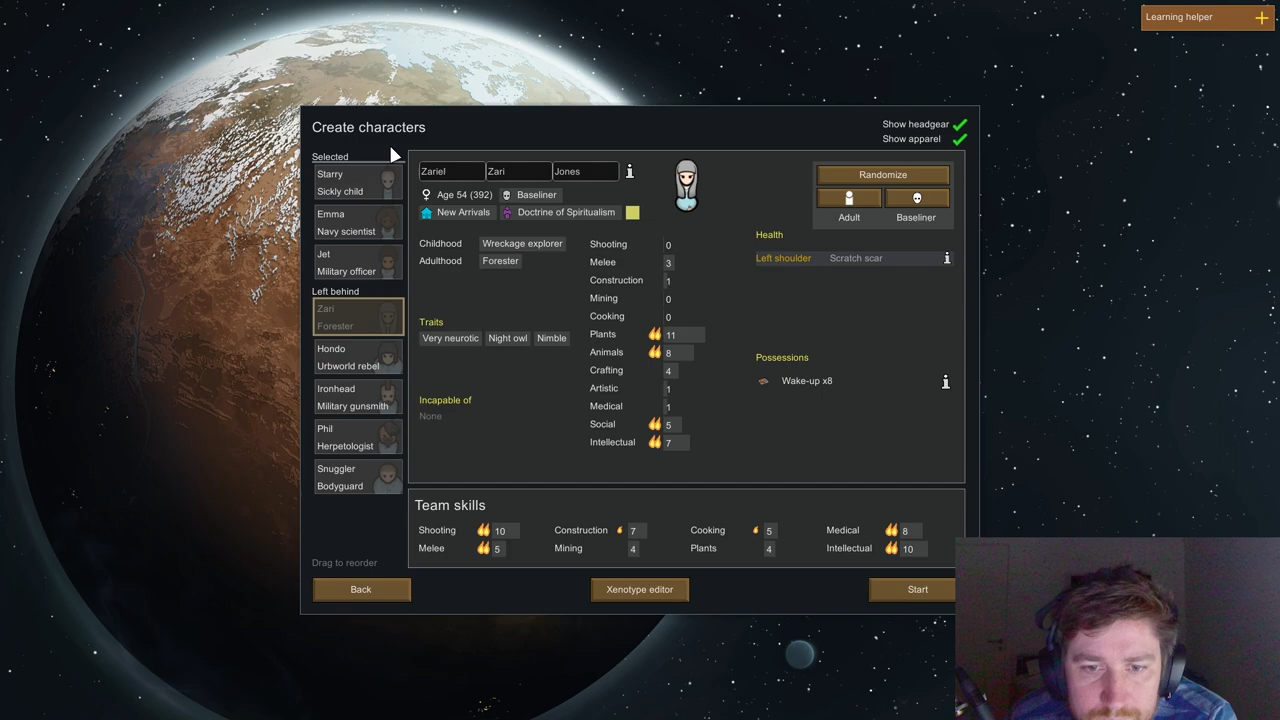 Learning helper
Create characters
Show headgear
Show apparel
Selected
Starry
Sickly child
Emma
Navy scientist
Jet
Military officer
Left behind
Zari
Forester
Hondo
Urbworld rebel
Ironhead
Military gunsmith
Phil
Herpetologist
Snuggler
Bodyguard
Drag to reorder
Zariel Zari Jones
Age 54 (392) Baseliner
New Arrivals Doctrine of Spiritualism
Childhood Wreckage explorer
Adulthood Forester
Traits
Very neurotic Night owl Nimble
Incapable of
None
Shooting 0
Melee 3
Construction 1
Mining 0
Cooking 0
Plants 11
Animals 8
Crafting 4
Artistic 1
Medical 1
Social 5
Intellectual 7
Randomize
Adult Baseliner
Health
Left shoulder Scratch scar
Possessions
Wake-up x8
Team skills
Shooting 10 Construction 7 Cooking 5 Medical 8
Melee 5 Mining 4 Plants 4 Intellectual 10
Back Xenotype editor Start